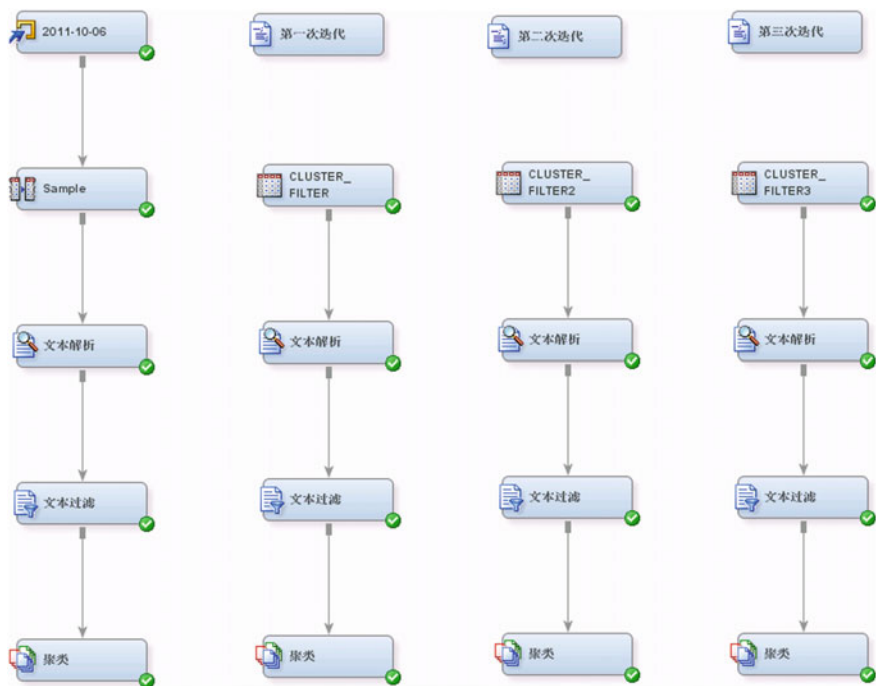 2011-10-06
第一次迭代
第二次迭代
第三次迭代
Sample
CLUSTER_
FILTER
CLUSTER_
FILTER2
CLUSTER_
FILTER3
文本解析
文本解析
文本解析
文本解析
文本过滤
文本过滤
文本过滤
文本过滤
聚类
聚类
聚类
聚类